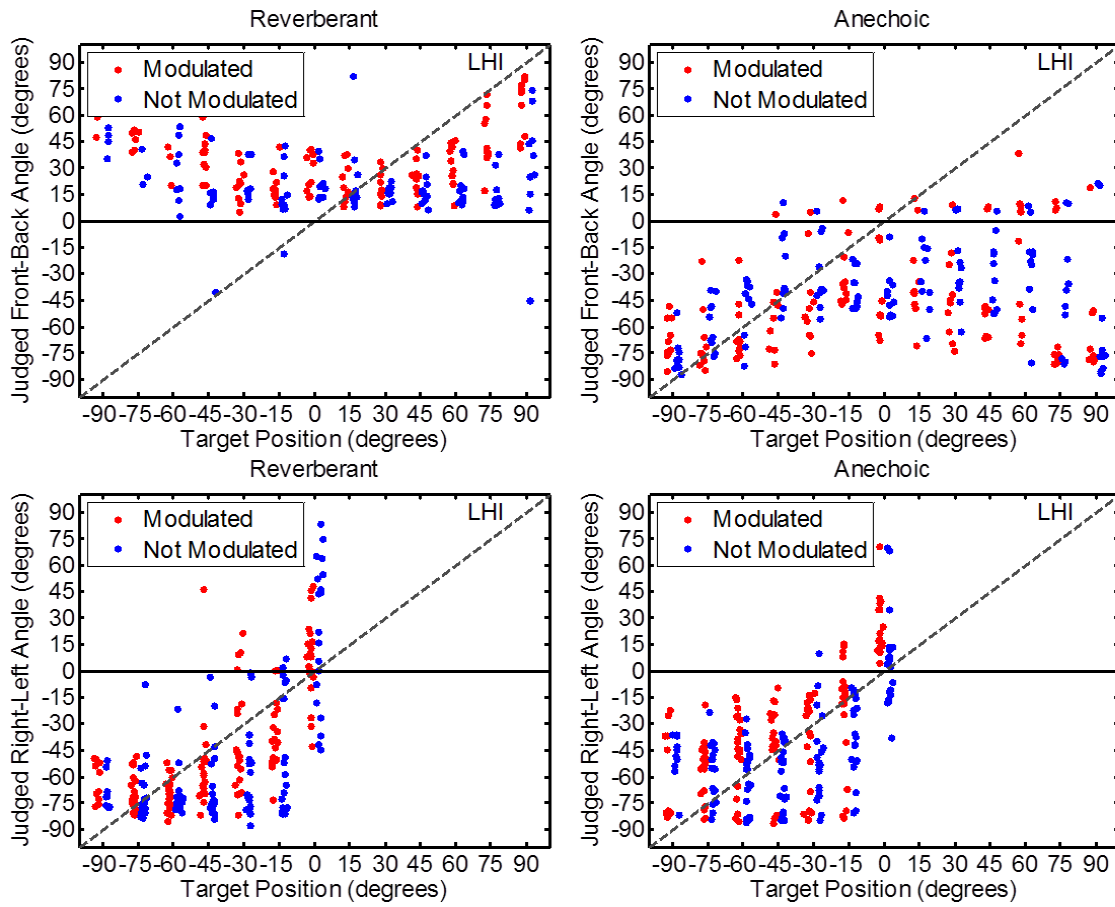 Reverberant
Judged Front-Back Angle (degrees)
90
75
60
45
30
15
0
-15
-30
-45
-60
-75
-90
Modulated
Not Modulated
LHI
-90 -75 -60 -45 -30 -15 0 15 30 45 60 75 90
Target Position (degrees)
Anechoic
Judged Front-Back Angle (degrees)
90
75
60
45
30
15
0
-15
-30
-45
-60
-75
-90
Modulated
Not Modulated
LHI
-90 -75 -60 -45 -30 -15 0 15 30 45 60 75 90
Target Position (degrees)
Reverberant
Judged Right-Left Angle (degrees)
90
75
60
45
30
15
0
-15
-30
-45
-60
-75
-90
Modulated
Not Modulated
LHI
-90 -75 -60 -45 -30 -15 0 15 30 45 60 75 90
Target Position (degrees)
Anechoic
Judged Right-Left Angle (degrees)
90
75
60
45
30
15
0
-15
-30
-45
-60
-75
-90
Modulated
Not Modulated
LHI
-90 -75 -60 -45 -30 -15 0 15 30 45 60 75 90
Target Position (degrees)